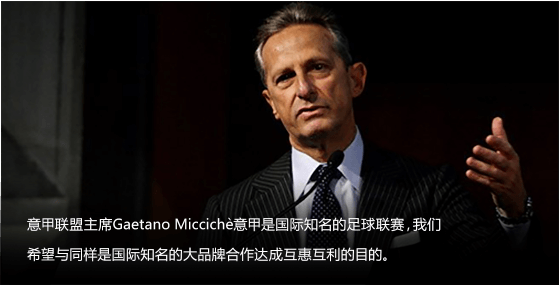 意甲联盟主席Gaetano Miccichè意甲是国际知名的足球联赛，我们
希望与同样是国际知名的大品牌合作达成互惠互利的目的。